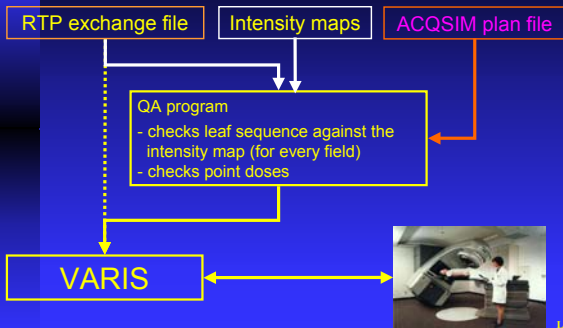 RTP exchange file
Intensity maps
ACQSIM plan file
QA program
- checks leaf sequence against the
intensity map (for every field)
- checks point doses
VARIS